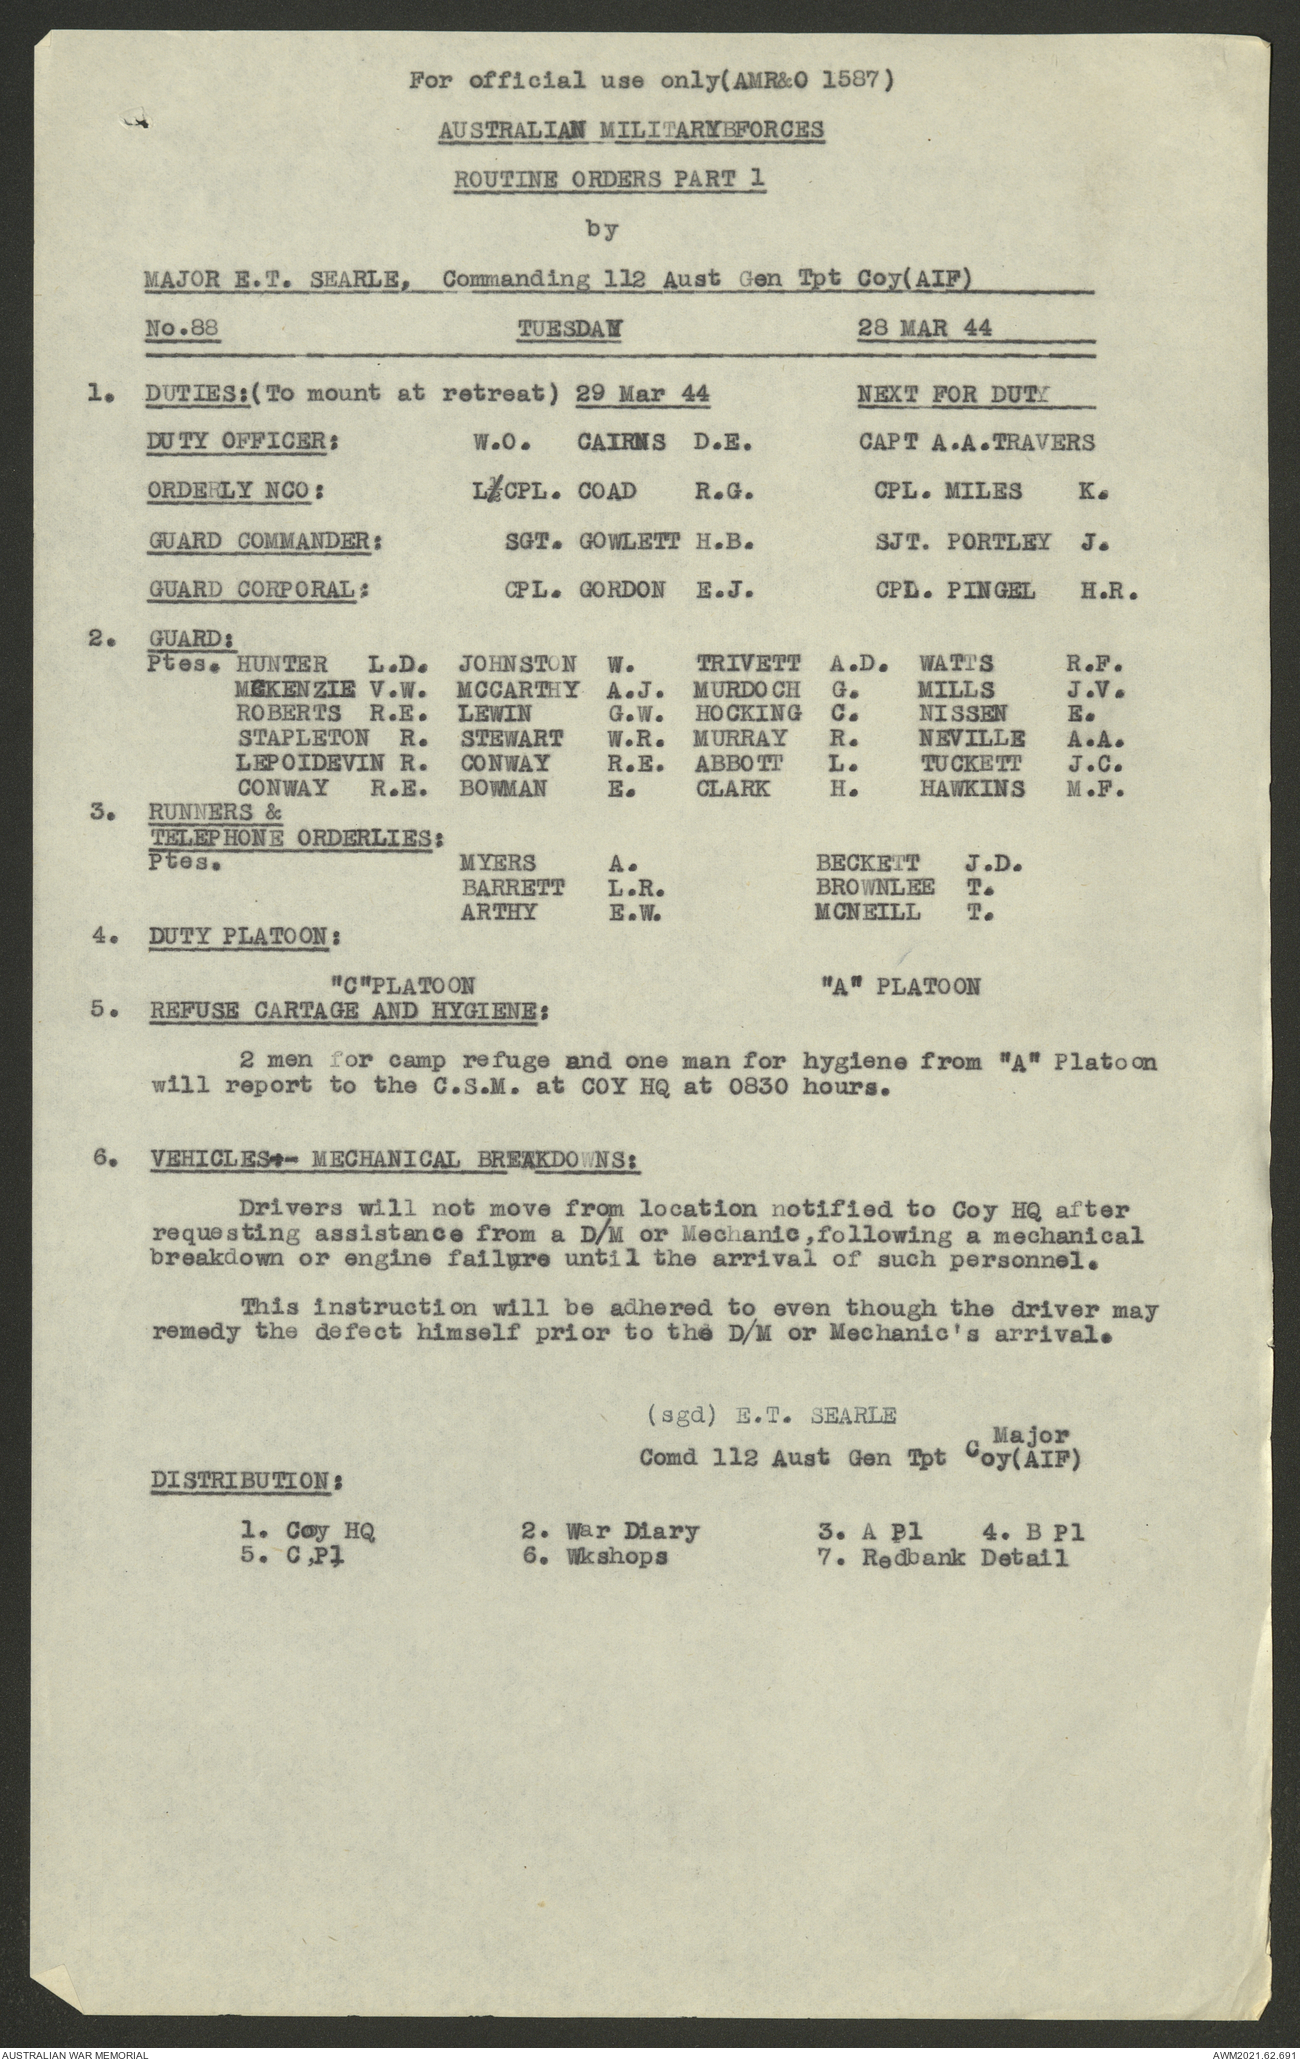 For official use only(AMR&O 1587)
AUSTRALIAN MILITARYBFORCES
ROUTINE ORDERS PART 1
by
MAJOR E.T. SEARLE, Commanding 112 Aust Gen Tpt Coy(AIF)
No.88 TUESDAY 28 MAR 44
1. DUTIES:(To mount at retreat) 29 Mar 44 NEXT FOR DUTY
DUTY OFFICER: W.O. CAIRNS D.E. CAPT A.A.TRAVERS
ORDERLY NCO: L/CPL. COAD R.G. CPL. MILES K.
GUARD COMMANDER: SGT. GOWLETT H.B. SJT. PORTLEY J.
GUARD CORPORAL: CPL. GORDON E.J. CPL. PINGEL H.R.
2. GUARD:
Ptes. HUNTER L.D. JOHNSTON W. TRIVETT A.D. WATTS R.F.
MCKENZIE V.W. MCCARTHY A.J. MURDOCH G. MILLS J.V.
ROBERTS R.E. LEWIN G.W. HOCKING C. NISSEN E.
STAPLETON R. STEWART W.R. MURRAY R. NEVILLE A.A.
LEPOIDEVIN R. CONWAY R.E. ABBOTT L. TUCKETT J.C.
CONWAY R.E. BOWMAN E. CLARK H. HAWKINS M.F.
3. RUNNERS &
TELEPHONE ORDERLIES:
Ptes. MYERS A. BECKETT J.D.
BARRETT L.R. BROWNLEE T.
ARTHY E.W. MCNEILL T.
4. DUTY PLATOON:
"C"PLATOON "A" PLATOON
5. REFUSE CARTAGE AND HYGIENE:
2 men for camp refuge and one man for hygiene from "A" Platoon
will report to the C.S.M. at COY HQ at 0830 hours.
6. VEHICLES:- MECHANICAL BREAKDOWNS:
Drivers will not move from location notified to Coy HQ after
requesting assistance from a D/M or Mechanic,following a mechanical
breakdown or engine failure until the arrival of such personnel.
This instruction will be adhered to even though the driver may
remedy the defect himself prior to the D/M or Mechanic's arrival.
(sgd) E.T. SEARLE
Major
Comd 112 Aust Gen Tpt Coy(AIF)
DISTRIBUTION:
1. Coy HQ 2. War Diary 3. A Pl 4. B Pl
5. C,Pl 6. Wkshops 7. Redbank Detail
AUSTRALIAN WAR MEMORIAL AWM2021.62.691